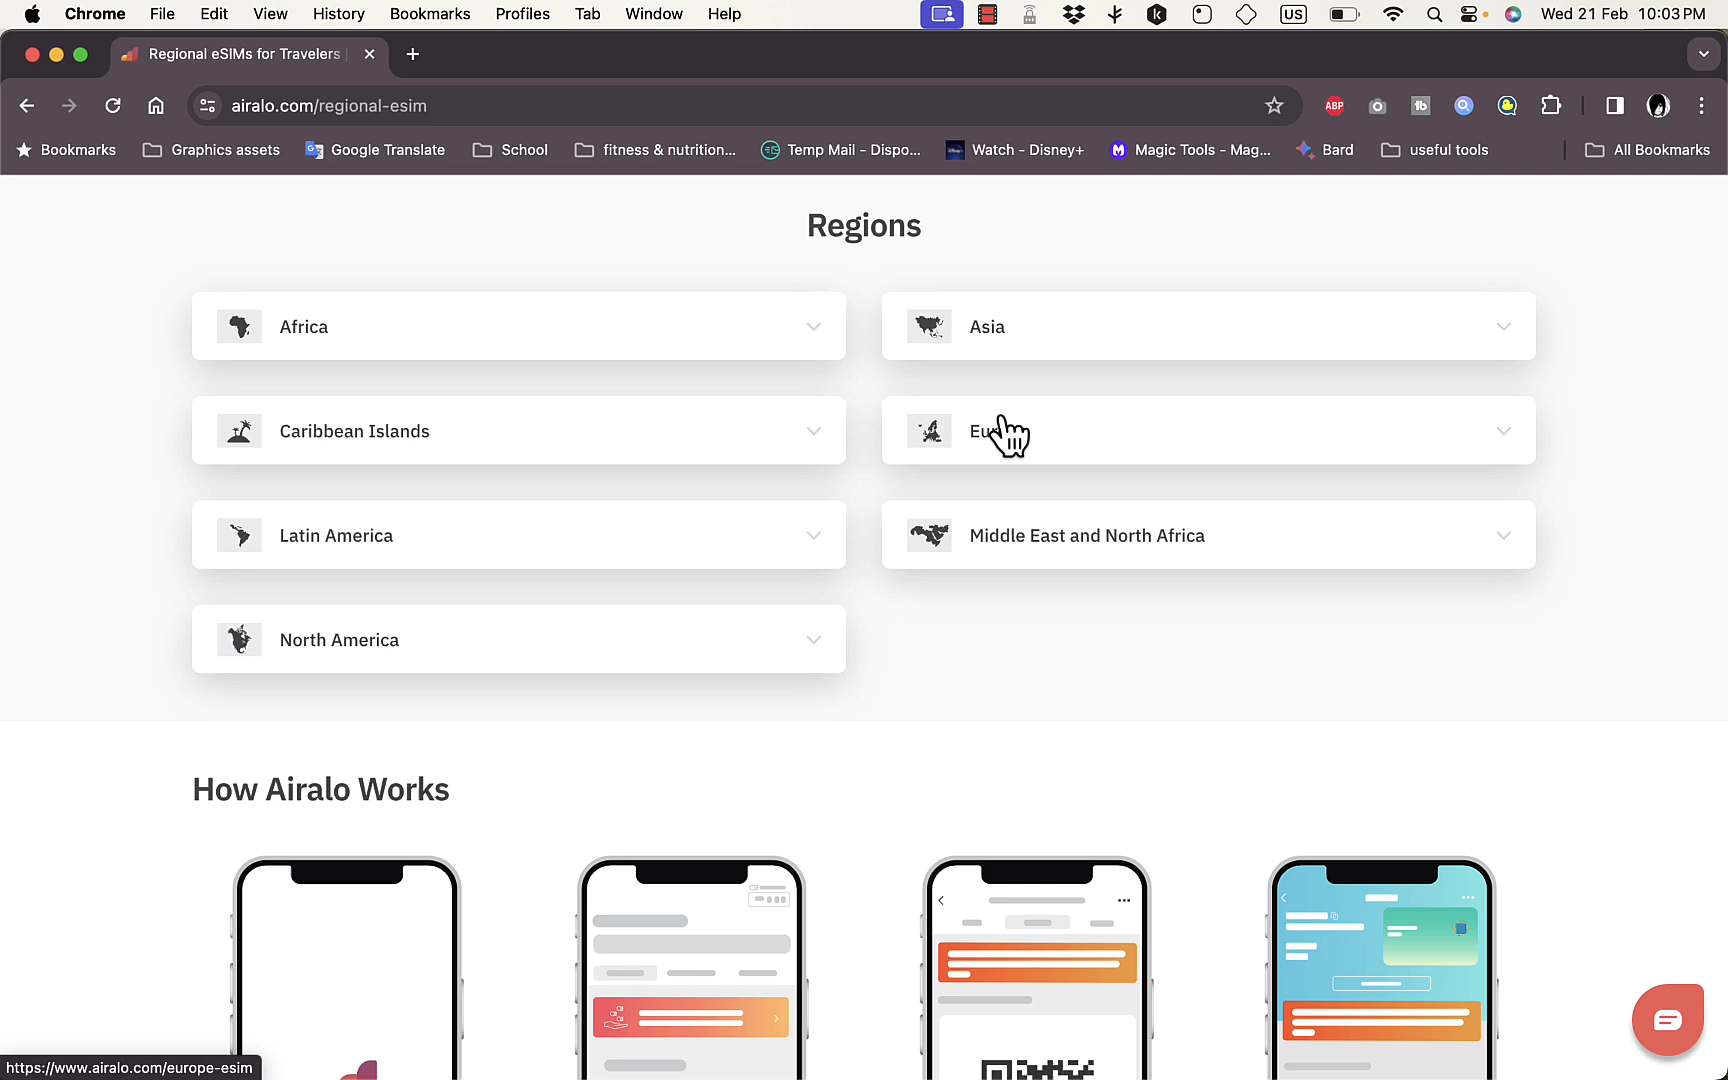 Chrome File Edit View History Bookmarks Profiles Tab Window Help US Wed 21 Feb 10:03 PM
Regional eSIMs for Travelers
airalo.com/regional-esim ABP tb
Bookmarks Graphics assets Google Translate School fitness & nutrition... Temp Mail - Dispo... Watch - Disney+ Magic Tools - Mag... Bard useful tools All Bookmarks
Regions
Africa
Asia
Caribbean Islands
Latin America
Middle East and North Africa
North America
How Airalo Works
https://www.airalo.com/europe-esim